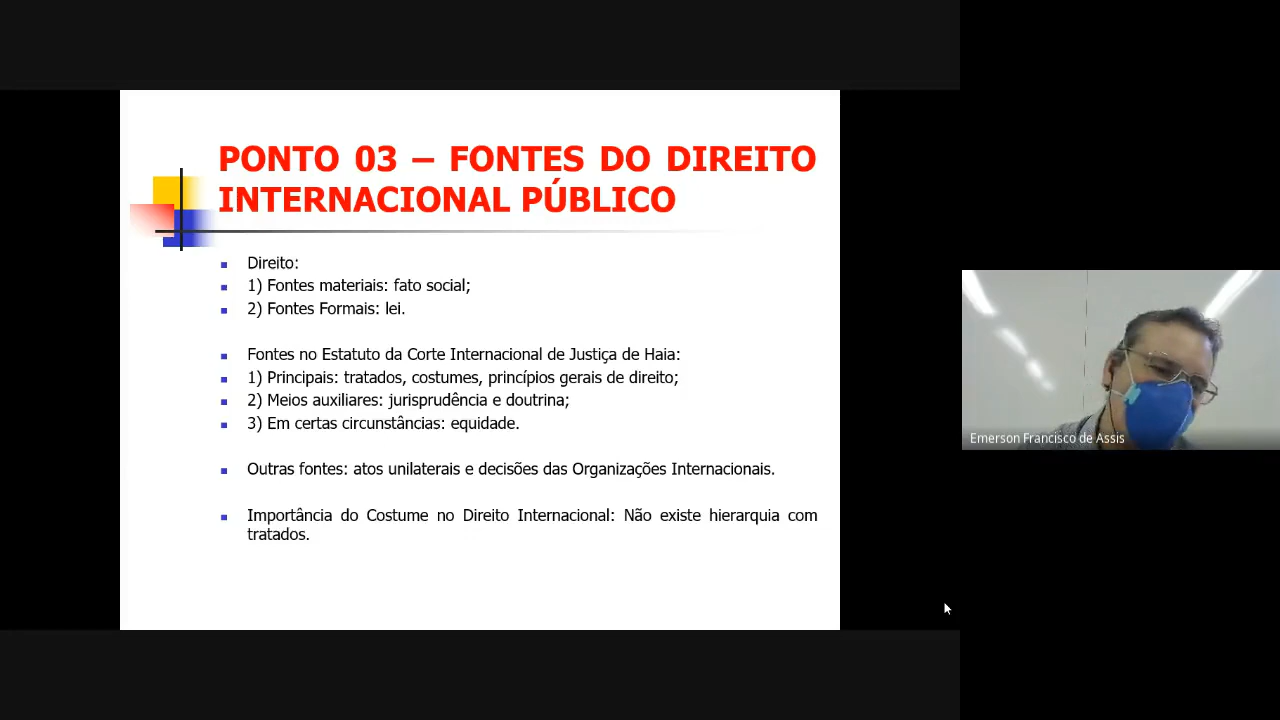 PONTO 03 – FONTES DO DIREITO
INTERNACIONAL PÚBLICO
Direito:
1) Fontes materiais: fato social;
2) Fontes Formais: lei.
Fontes no Estatuto da Corte Internacional de Justiça de Haia:
1) Principais: tratados, costumes, princípios gerais de direito;
2) Meios auxiliares: jurisprudência e doutrina;
3) Em certas circunstâncias: equidade.
Outras fontes: atos unilaterais e decisões das Organizações Internacionais.
Importância do Costume no Direito Internacional: Não existe hierarquia com
tratados.
Emerson Francisco de Assis